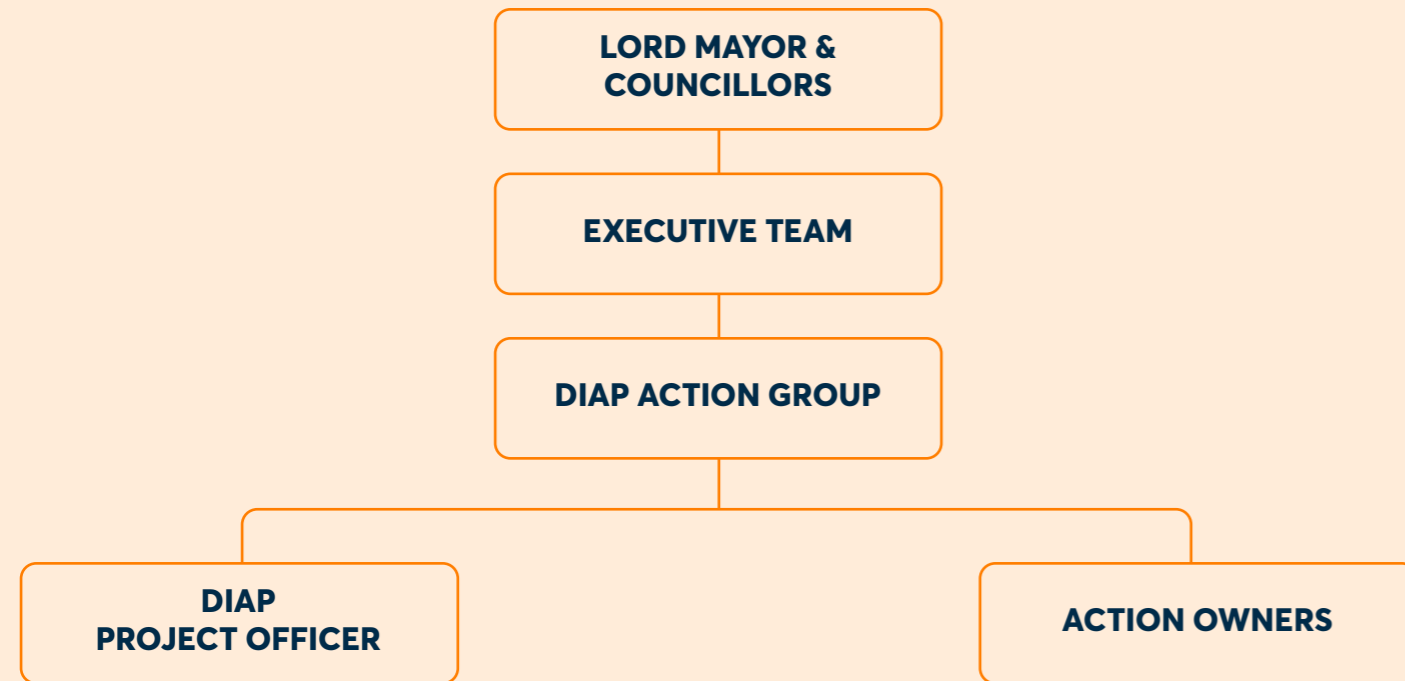 LORD MAYOR &
COUNCILLORS
EXECUTIVE TEAM
DIAP ACTION GROUP
DIAP
PROJECT OFFICER
ACTION OWNERS